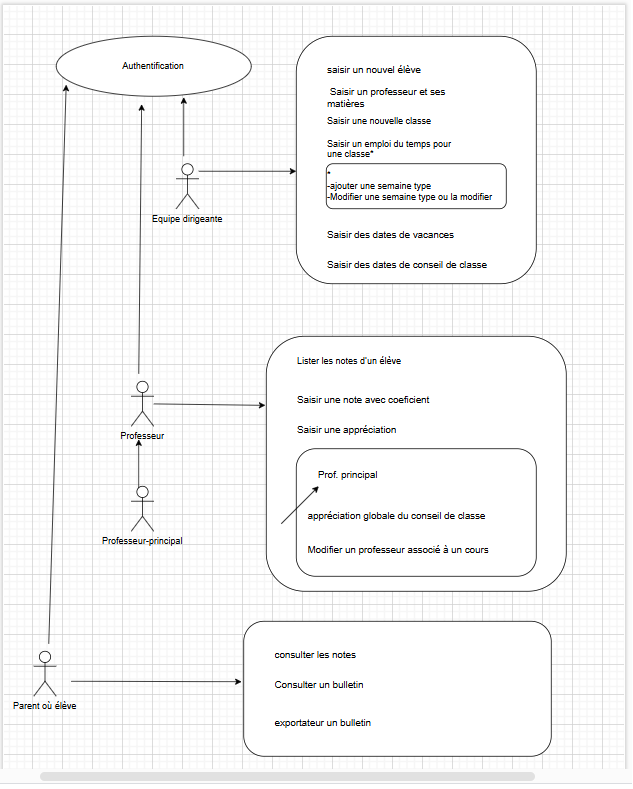 Authentification
saisir un nouvel élève
Saisir un professeur et ses
matières
Saisir une nouvelle classe
Saisir un emploi du temps pour
une classe*
*
-ajouter une semaine type
-Modifier une semaine type ou la modifier
Equipe dirigeante
Saisir des dates de vacances
Saisir des dates de conseil de classe
Lister les notes d'un élève
Saisir une note avec coeficient
Saisir une appréciation
Professeur
Prof. principal
appréciation globale du conseil de classe
Professeur-principal
Modifier un professeur associé à un cours
consulter les notes
Consulter un bulletin
Parent où élève
exportateur un bulletin